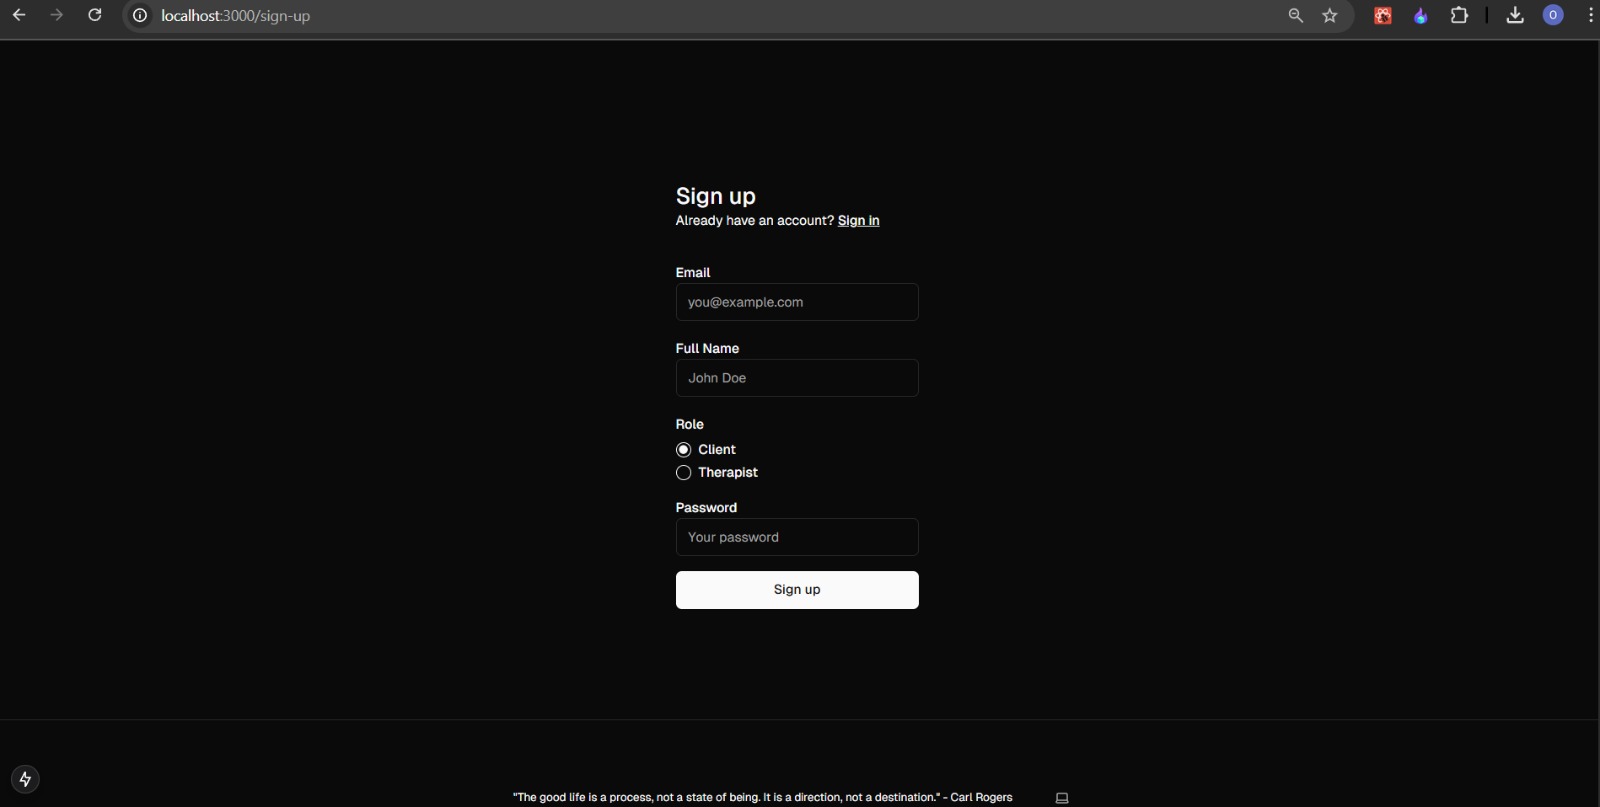 localhost:3000/sign-up
O
Sign up
Already have an account? Sign in
Email
you@example.com
Full Name
John Doe
Role
Client
Therapist
Password
Your password
Sign up
"The good life is a process, not a state of being. It is a direction, not a destination." - Carl Rogers